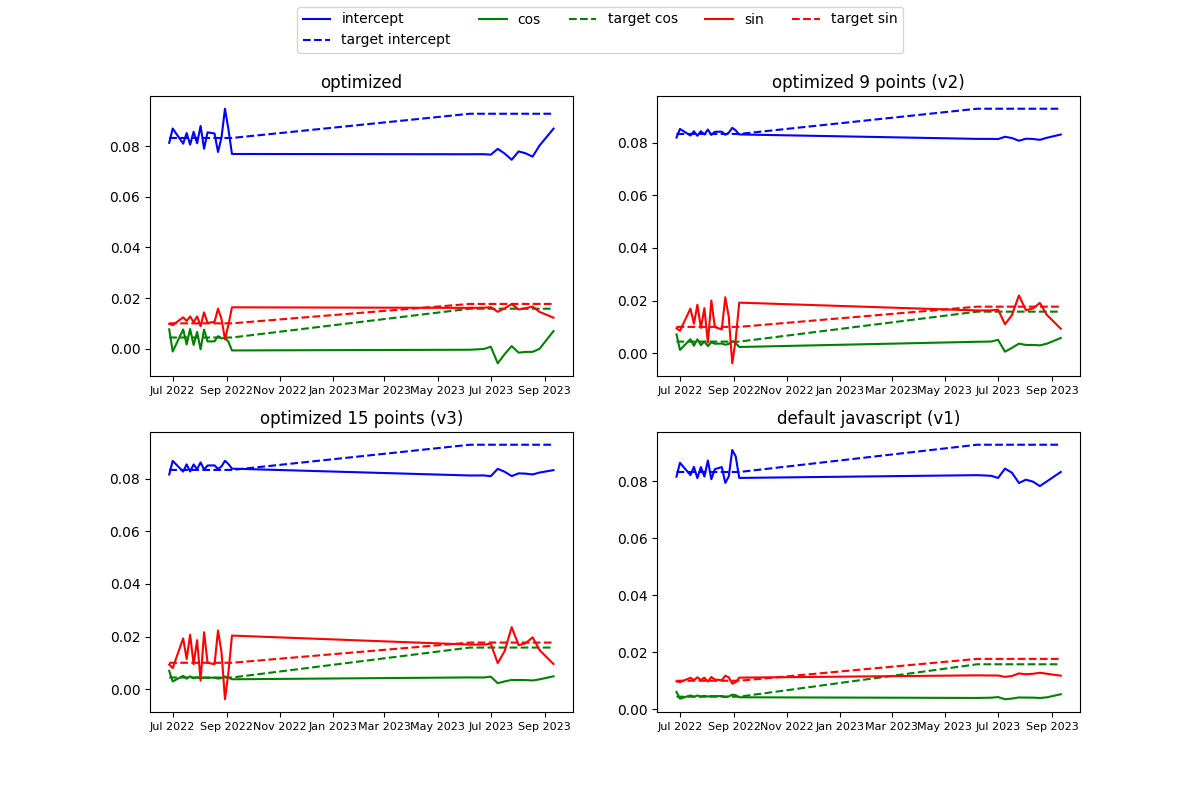 intercept cos target cos sin target sin
target intercept
optimized
0.08
0.06
0.04
0.02
0.00
Jul 2022 Sep 2022 Nov 2022 Jan 2023 Mar 2023 May 2023 Jul 2023 Sep 2023
optimized 9 points (v2)
0.08
0.06
0.04
0.02
0.00
Jul 2022 Sep 2022 Nov 2022 Jan 2023 Mar 2023 May 2023 Jul 2023 Sep 2023
optimized 15 points (v3)
0.08
0.06
0.04
0.02
0.00
Jul 2022 Sep 2022 Nov 2022 Jan 2023 Mar 2023 May 2023 Jul 2023 Sep 2023
default javascript (v1)
0.08
0.06
0.04
0.02
0.00
Jul 2022 Sep 2022 Nov 2022 Jan 2023 Mar 2023 May 2023 Jul 2023 Sep 2023